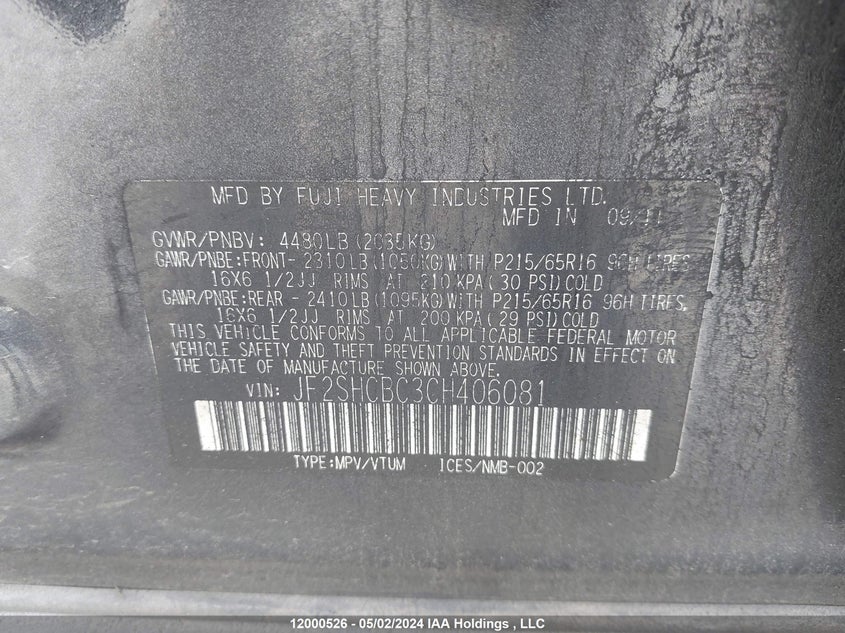 MFD BY FUJI HEAVY INDUSTRIES LTD.
MFD IN 09/11
GVWR/PNBV: 4480LB(2035KG)
GAWR/PNBE:FRONT- 2310LB(1050KG)WITH P215/65R16 96H TIRES,
16X6 1/2JJ RIMS AT 210 KPA( 30 PSI)COLD
GAWR/PNBE:REAR - 2410LB(1095KG)WITH P215/65R16 96H TIRES,
16X6 1/2JJ RIMS AT 200 KPA(29 PSI)COLD
THIS VEHICLE CONFORMS TO ALL APPLICABLE FEDERAL MOTOR
VEHICLE SAFETY AND THEFT PREVENTION STANDARDS IN EFFECT ON
THE DATE OF MANUFACTURE SHOWN ABOVE.
VIN: JF2SHCBC3CH406081
TYPE:MPV/VTUM ICES/NMB-002
12000526 - 05/02/2024 IAA Holdings , LLC